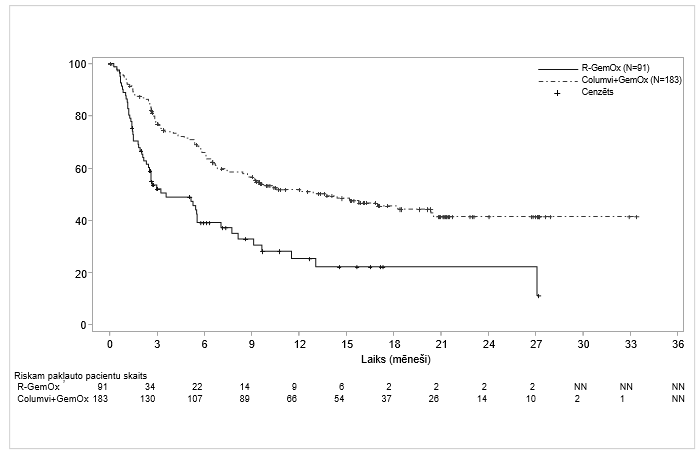 100
80
60
40
20
0
R-GemOx (N=91)
Columvi+GemOx (N=183)
Cenzēts
0 3 6 9 12 15 18 21 24 27 30 33 36
Laiks (mēneši)
Riskam pakļauto pacientu skaits
R-GemOx 91 34 22 14 9 6 2 2 2 2 NN NN NN
Columvi+GemOx 183 130 107 89 66 54 37 26 14 10 2 1 NN